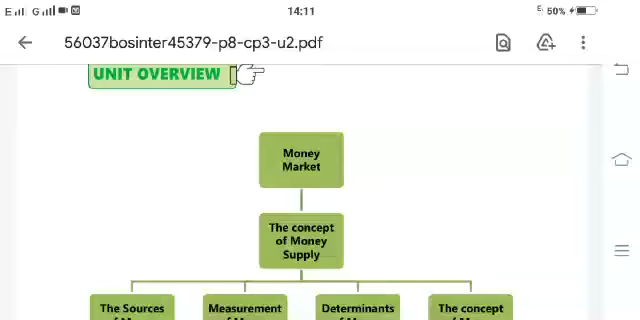 14:11
50%
56037bosinter45379-p8-cp3-u2.pdf
UNIT OVERVIEW
Money
Market
The concept
of Money
Supply
The Sources
Measurement
Determinants
The concept